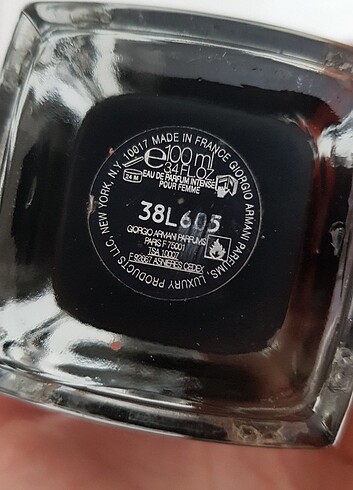 LUXURY PRODUCTS LLC, NEW YORK, N.Y. 10017 MADE IN FRANCE GIORGIO ARMANI PARFUMS,
24 M
e 100 ml
3.4 FL.OZ
EAU DE PARFUM INTENSE
POUR FEMME
38L605
GIORGIO ARMANI PARFUMS
PARIS F 75001
TSA 10007
F 92667 ASNIERES CEDEX